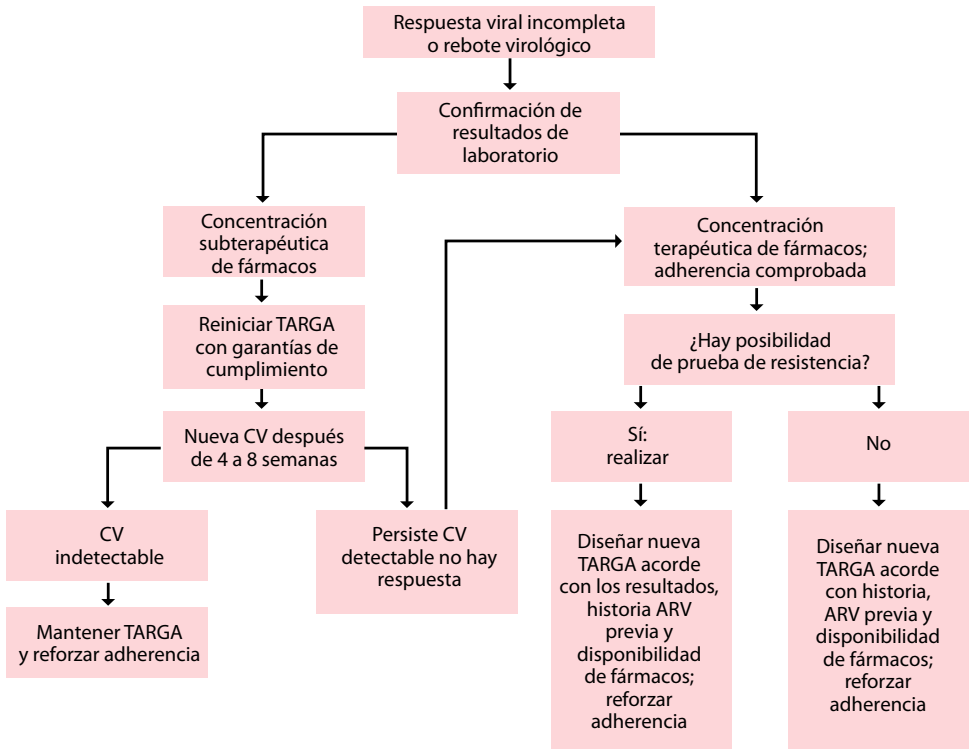 Respuesta viral incompleta
o rebote virológico
Confirmación de
resultados de
laboratorio
Concentración
subterapéutica
de fármacos
Concentración
terapéutica de fármacos;
adherencia comprobada
Reiniciar TARGA
con garantías de
cumplimiento
¿Hay posibilidad
de prueba de resistencia?
Nueva CV después
de 4 a 8 semanas
Sí:
realizar
No
CV
indetectable
Persiste CV
detectable no hay
respuesta
Diseñar nueva
TARGA acorde
con los resultados,
historia ARV
previa y
disponibilidad
de fármacos;
reforzar
adherencia
Diseñar nueva
TARGA acorde
con historia,
ARV previa y
disponibilidad
de fármacos;
reforzar
adherencia
Mantener TARGA
y reforzar adherencia